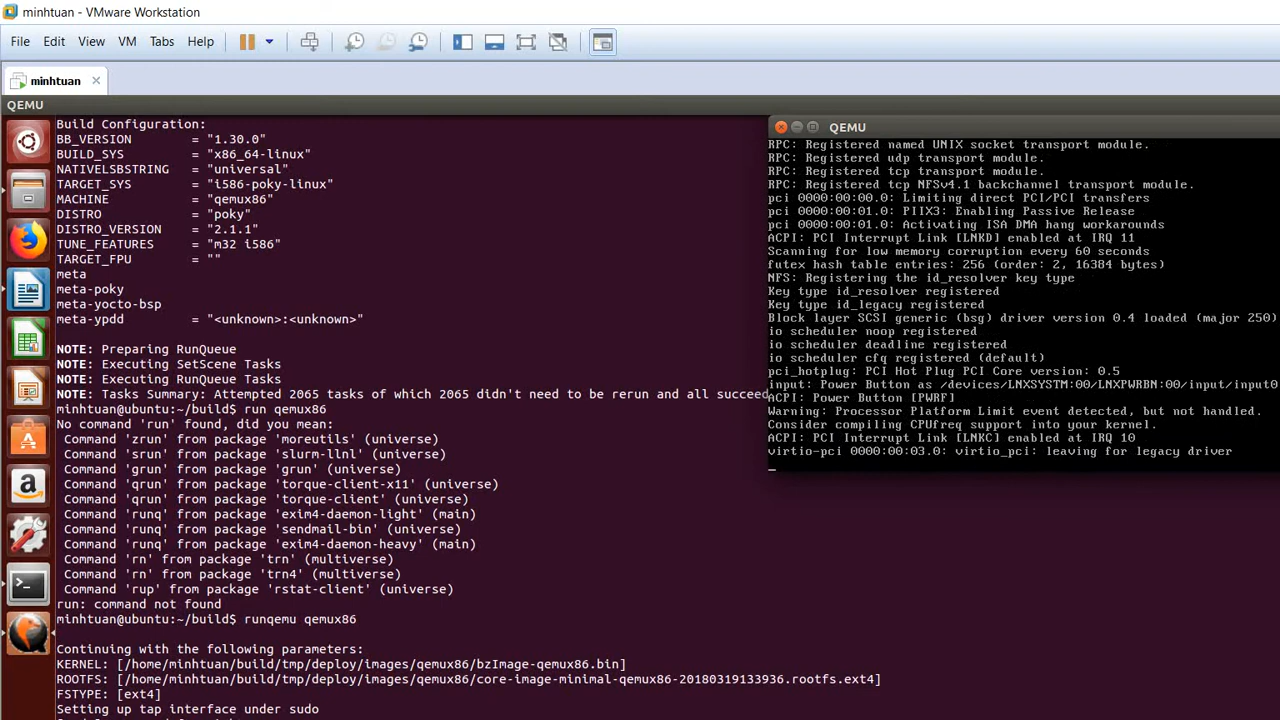 minhtuan - VMware Workstation
File Edit View VM Tabs Help
minhtuan
QEMU
Build Configuration:
BB_VERSION = "1.30.0"
BUILD_SYS = "x86_64-linux"
NATIVELSBSTRING = "universal"
TARGET_SYS = "i586-poky-linux"
MACHINE = "qemux86"
DISTRO = "poky"
DISTRO_VERSION = "2.1.1"
TUNE_FEATURES = "m32 i586"
TARGET_FPU = ""
meta
meta-poky
meta-yocto-bsp
meta-ypdd = "<unknown>:<unknown>"
NOTE: Preparing RunQueue
NOTE: Executing SetScene Tasks
NOTE: Executing RunQueue Tasks
NOTE: Tasks Summary: Attempted 2065 tasks of which 2065 didn't need to be rerun and all succeed
minhtuan@ubuntu:~/build$ run qemux86
No command 'run' found, did you mean:
Command 'zrun' from package 'moreutils' (universe)
Command 'srun' from package 'slurm-llnl' (universe)
Command 'grun' from package 'grun' (universe)
Command 'qrun' from package 'torque-client-x11' (universe)
Command 'qrun' from package 'torque-client' (universe)
Command 'runq' from package 'exim4-daemon-light' (main)
Command 'runq' from package 'sendmail-bin' (universe)
Command 'runq' from package 'exim4-daemon-heavy' (main)
Command 'rn' from package 'trn' (multiverse)
Command 'rn' from package 'trn4' (multiverse)
Command 'rup' from package 'rstat-client' (universe)
run: command not found
minhtuan@ubuntu:~/build$ runqemu qemux86
Continuing with the following parameters:
KERNEL: [/home/minhtuan/build/tmp/deploy/images/qemux86/bzImage-qemux86.bin]
ROOTFS: [/home/minhtuan/build/tmp/deploy/images/qemux86/core-image-minimal-qemux86-20180319133936.rootfs.ext4]
FSTYPE: [ext4]
Setting up tap interface under sudo
QEMU
RPC: Registered named UNIX socket transport module.
RPC: Registered udp transport module.
RPC: Registered tcp transport module.
RPC: Registered tcp NFSv4.1 backchannel transport module.
pci 0000:00:00.0: Limiting direct PCI/PCI transfers
pci 0000:00:01.0: PIIX3: Enabling Passive Release
pci 0000:00:01.0: Activating ISA DMA hang workarounds
ACPI: PCI Interrupt Link [LNKD] enabled at IRQ 11
Scanning for low memory corruption every 60 seconds
futex hash table entries: 256 (order: 2, 16384 bytes)
NFS: Registering the id_resolver key type
Key type id_resolver registered
Key type id_legacy registered
Block layer SCSI generic (bsg) driver version 0.4 loaded (major 250)
io scheduler noop registered
io scheduler deadline registered
io scheduler cfq registered (default)
pci_hotplug: PCI Hot Plug PCI Core version: 0.5
input: Power Button as /devices/LNXSYSTM:00/LNXPWRBN:00/input/input0
ACPI: Power Button [PWRF]
Warning: Processor Platform Limit event detected, but not handled.
Consider compiling CPUfreq support into your kernel.
ACPI: PCI Interrupt Link [LNKC] enabled at IRQ 10
virtio-pci 0000:00:03.0: virtio_pci: leaving for legacy driver